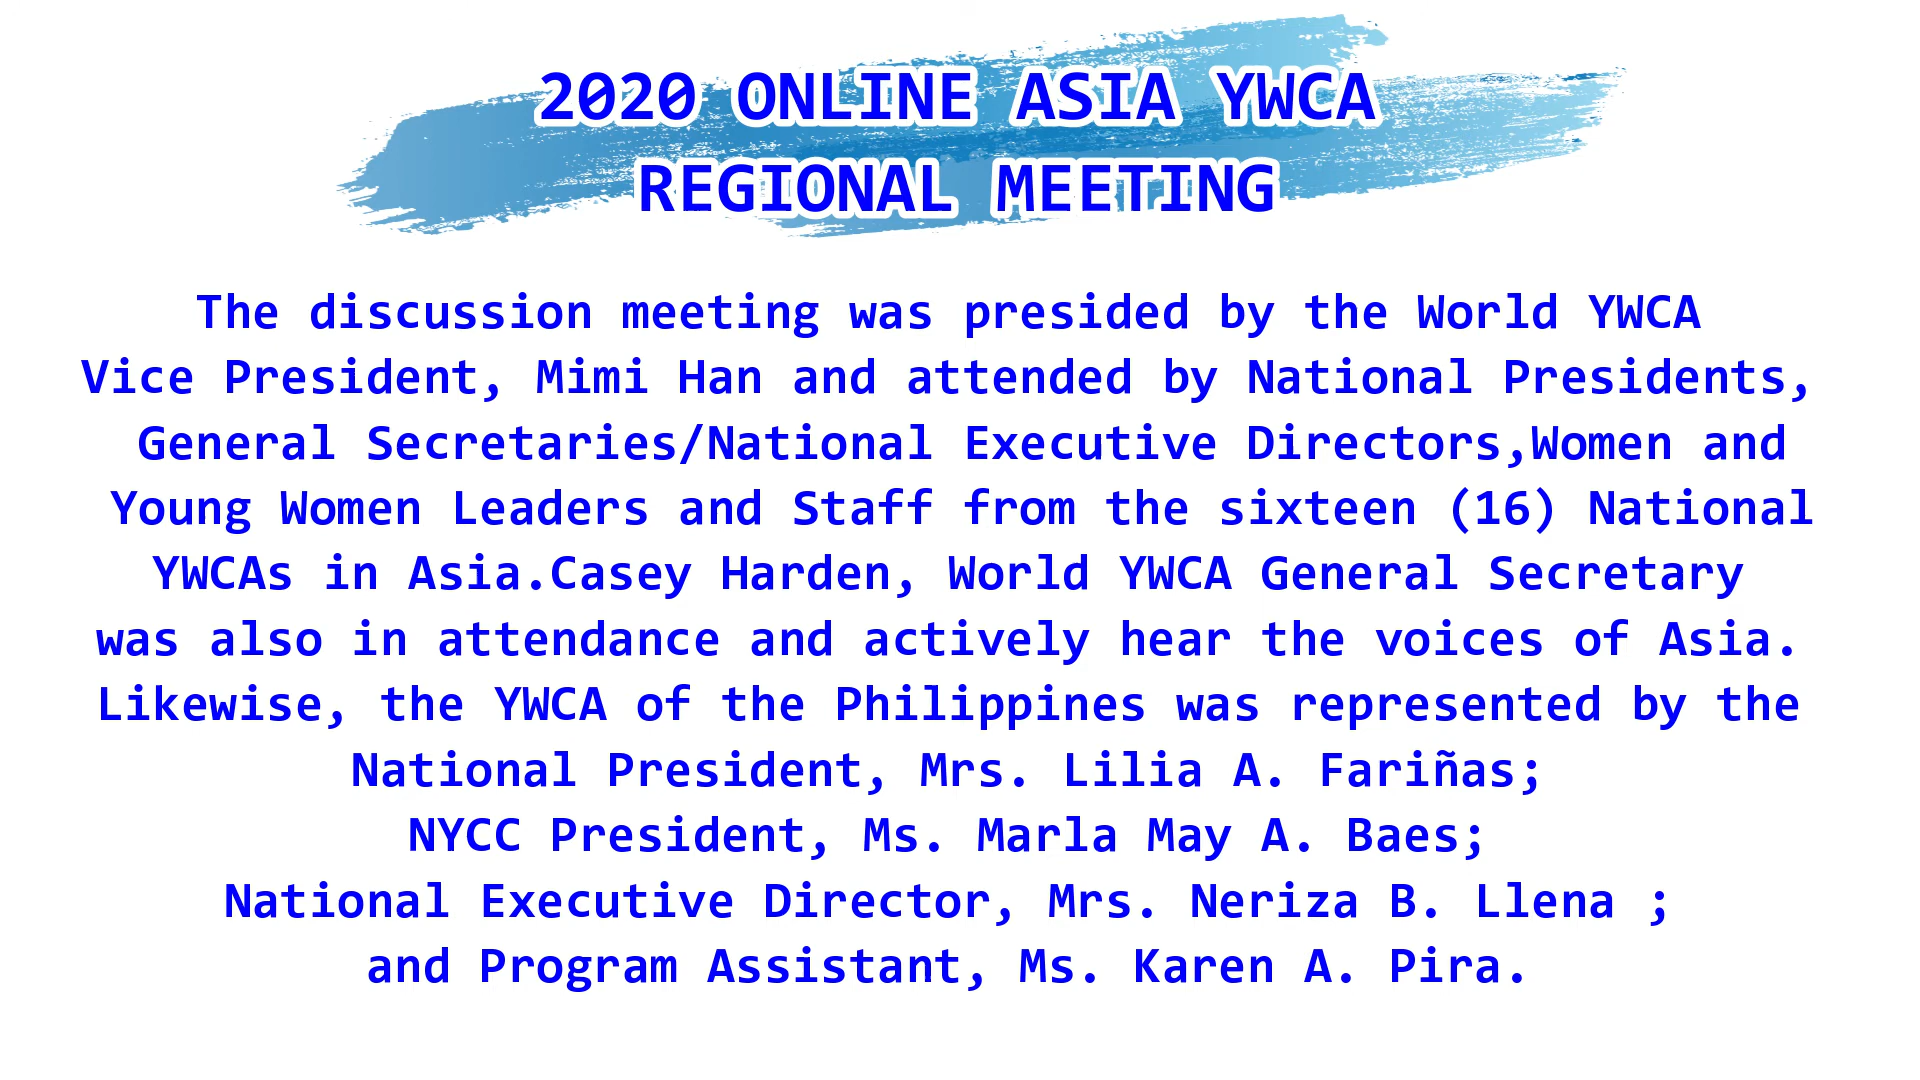 2020 ONLINE ASIA YWCA
REGIONAL MEETING
The discussion meeting was presided by the World YWCA
Vice President, Mimi Han and attended by National Presidents,
General Secretaries/National Executive Directors,Women and
Young Women Leaders and Staff from the sixteen (16) National
YWCAs in Asia.Casey Harden, World YWCA General Secretary
was also in attendance and actively hear the voices of Asia.
Likewise, the YWCA of the Philippines was represented by the
National President, Mrs. Lilia A. Fariñas;
NYCC President, Ms. Marla May A. Baes;
National Executive Director, Mrs. Neriza B. Llena ;
and Program Assistant, Ms. Karen A. Pira.